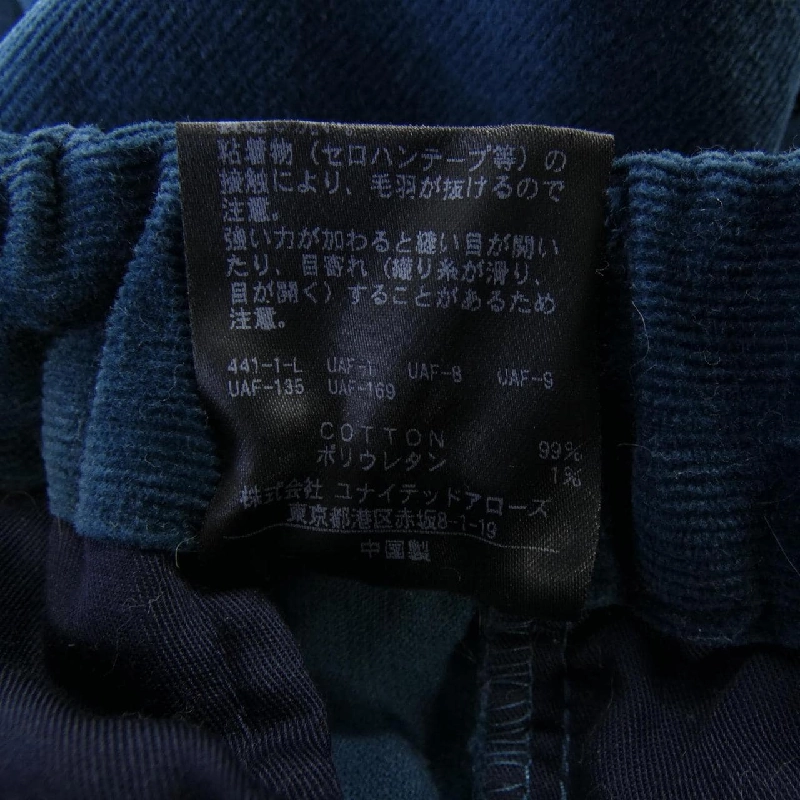 粘着物（セロハンテープ等）の
接触により、毛羽が抜けるので
注意。
強い力が加わると縫い目が開い
たり、目寄れ（織り糸が滑り、
目が開く）することがあるため
注意。
441-1-L UAF-1 UAF-8 UAF-9
UAF-135 UAF-169
COTTON 99%
ポリウレタン 1%
株式会社 ユナイテッドアローズ
東京都港区赤坂8-1-19
中国製